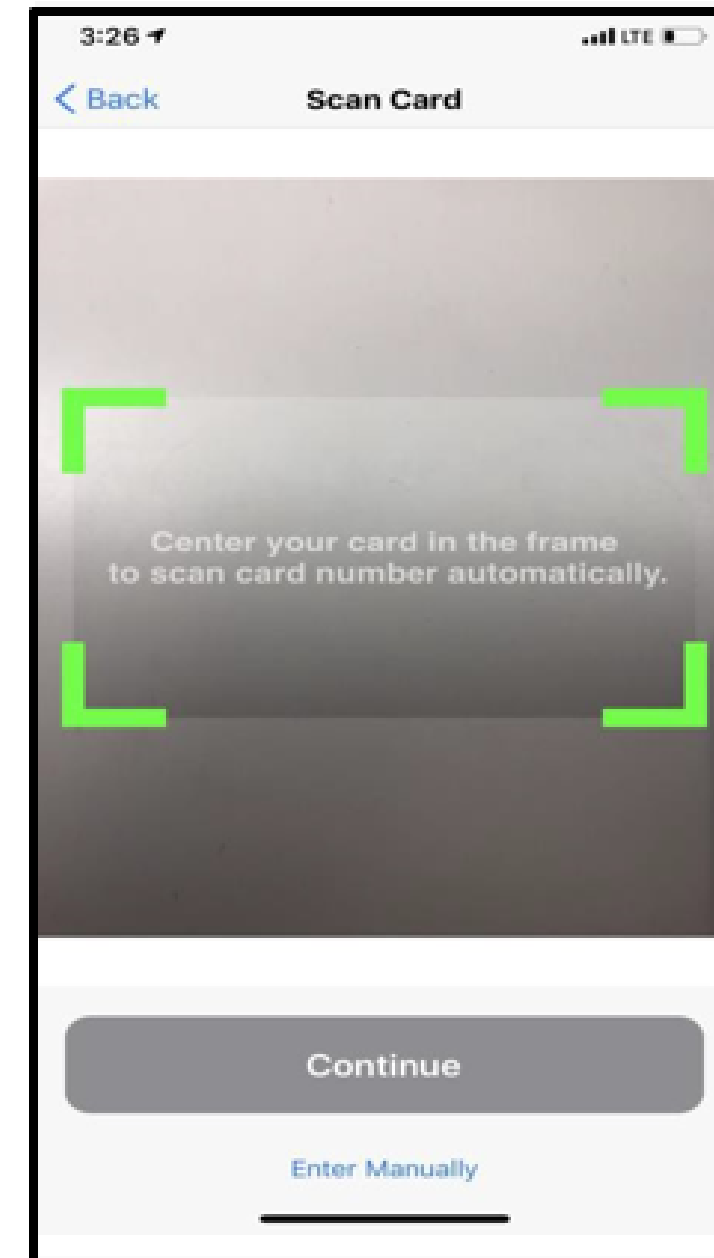 3:26
LTE
Back
Scan Card
Center your card in the frame
to scan card number automatically.
Continue
Enter Manually